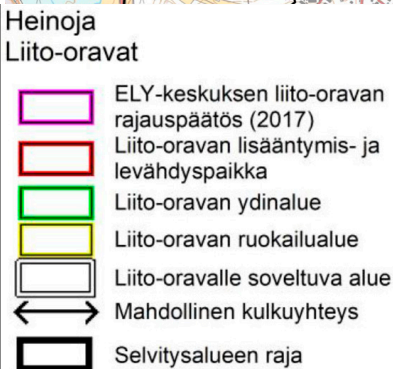 Heinoja
Liito-oravat
ELY-keskuksen liito-oravan
rajauspäätös (2017)
Liito-oravan lisääntymis- ja
levähdyspaikka
Liito-oravan ydinalue
Liito-oravan ruokailualue
Liito-oravalle soveltuva alue
Mahdollinen kulkuyhteys
Selvitysalueen raja